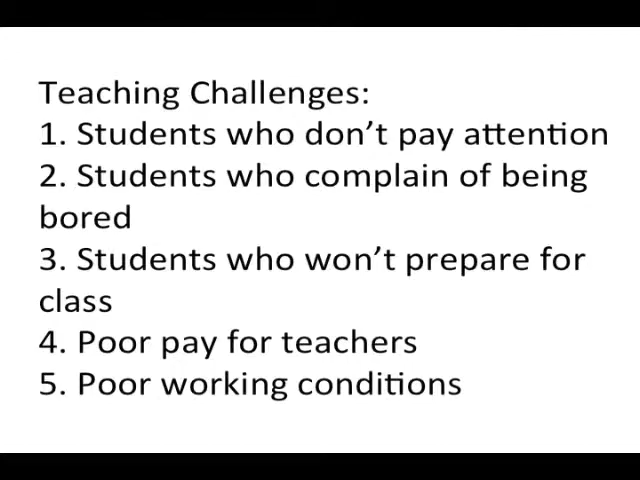 Teaching Challenges:
1. Students who don’t pay attention
2. Students who complain of being
bored
3. Students who won’t prepare for
class
4. Poor pay for teachers
5. Poor working conditions